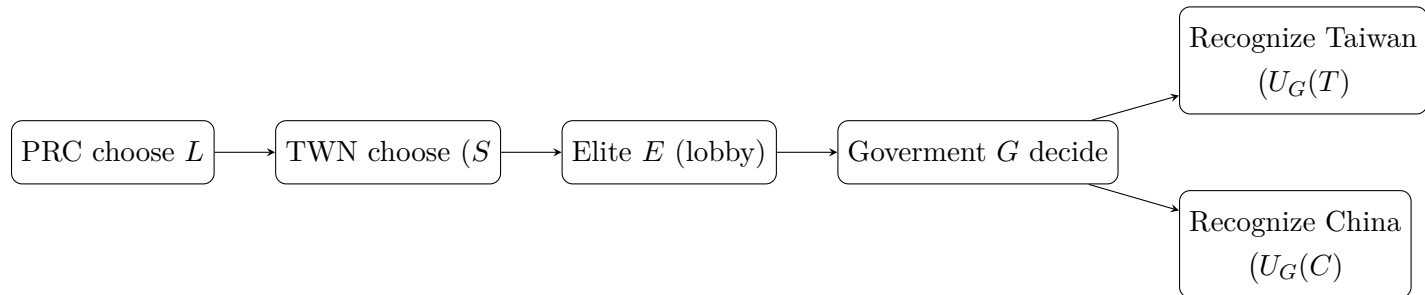 PRC choose L
TWN choose (S
Elite E (lobby)
Goverment G decide
Recognize Taiwan
(U_G(T)
Recognize China
(U_G(C)